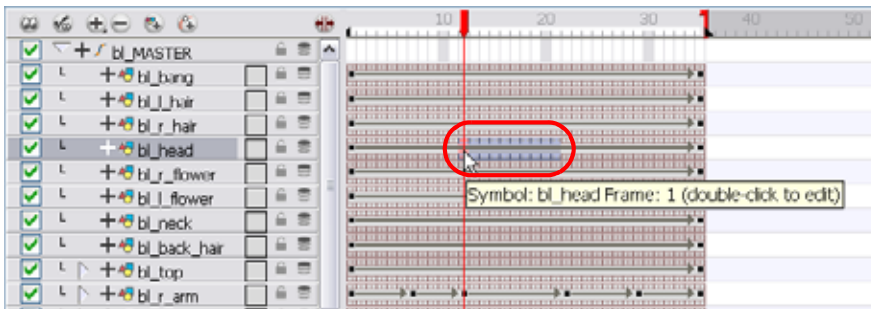 10 20 30 40 50
bl_MASTER
bl_bang
bl_l_hair
bl_r_hair
bl_head
bl_r_flower
Symbol: bl_head Frame: 1 (double-click to edit)
bl_l_flower
bl_neck
bl_back_hair
bl_top
bl_r_arm